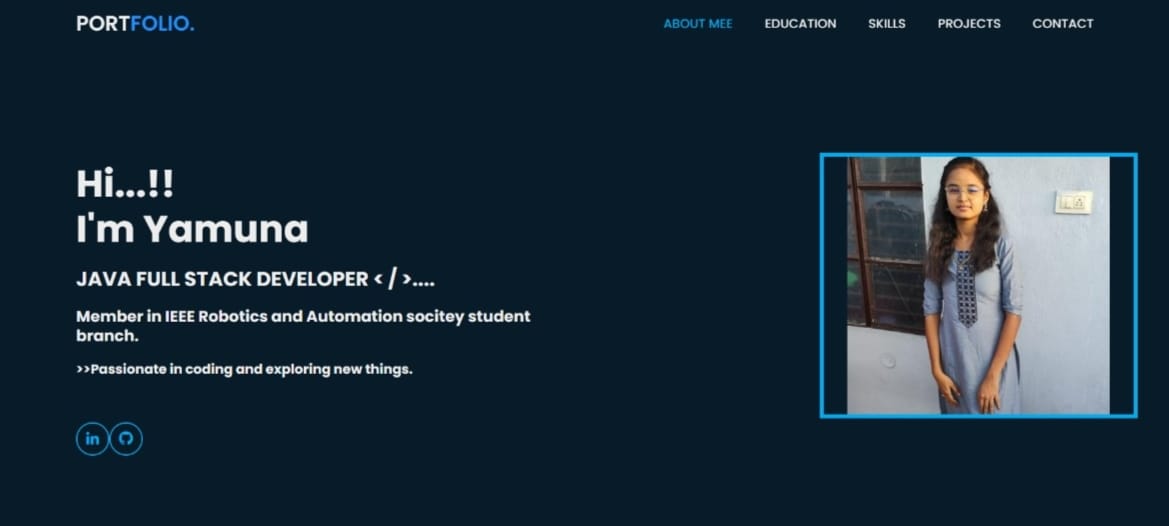 PORTFOLIO.
ABOUT MEE EDUCATION SKILLS PROJECTS CONTACT
Hi...!!
I'm Yamuna
JAVA FULL STACK DEVELOPER < / >....
Member in IEEE Robotics and Automation socitey student
branch.
>>Passionate in coding and exploring new things.
in